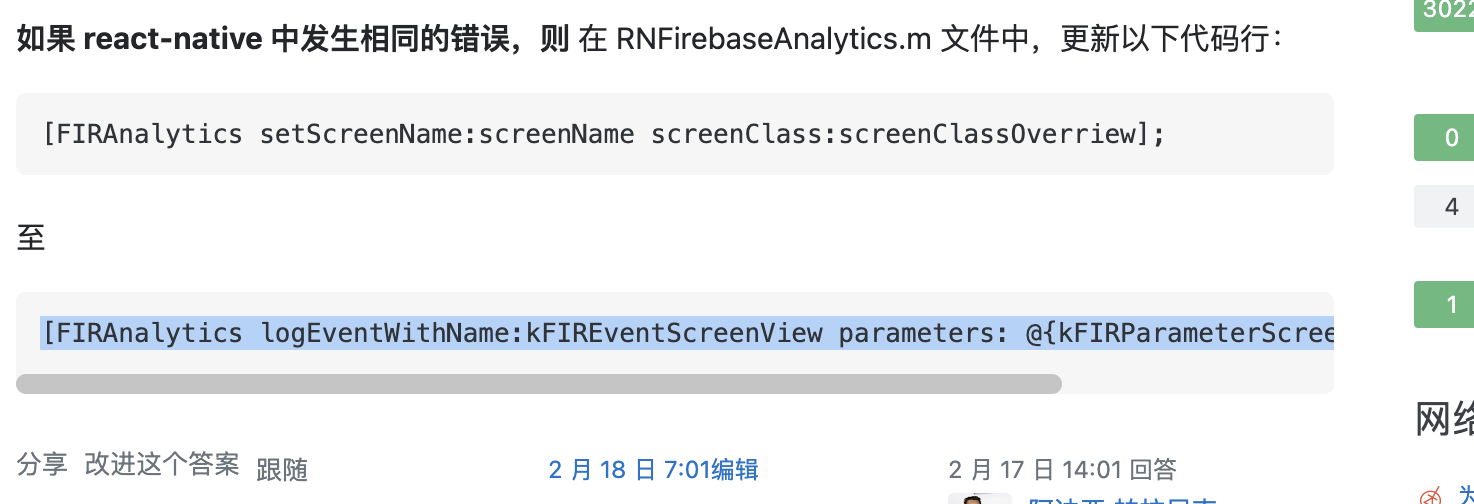 3022
如果 react-native 中发生相同的错误，则 在 RNFirebaseAnalytics.m 文件中，更新以下代码行：
[FIRAnalytics setScreenName:screenName screenClass:screenClassOverriew];
0
4
至
1
[FIRAnalytics logEventWithName:kFIREventScreenView parameters: @{kFIRParameterScree
网络
分享 改进这个答案 跟随
2 月 18 日 7:01编辑
2 月 17 日 14:01 回答